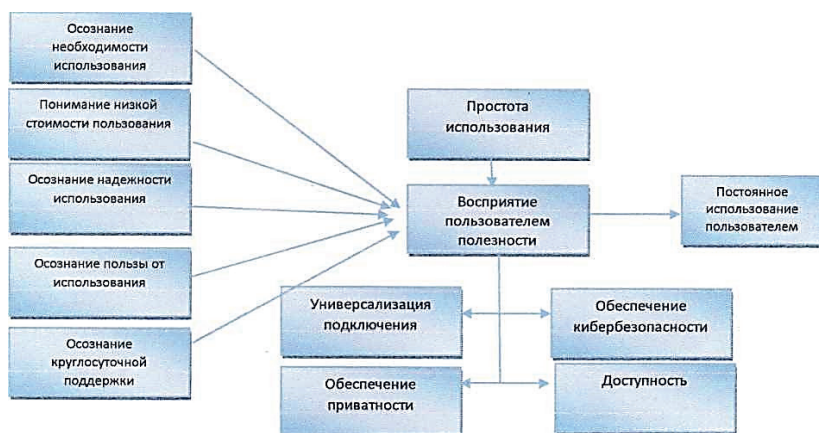 Осознание
необходимости
использования
Понимание низкой
стоимости пользования
Осознание надежности
использования
Осознание пользы от
использования
Осознание
круглосуточной
поддержки
Простота
использования
Восприятие
пользователем
полезности
Постоянное
использование
пользователем
Универсализация
подключения
Обеспечение
кибербезопасности
Обеспечение
приватности
Доступность